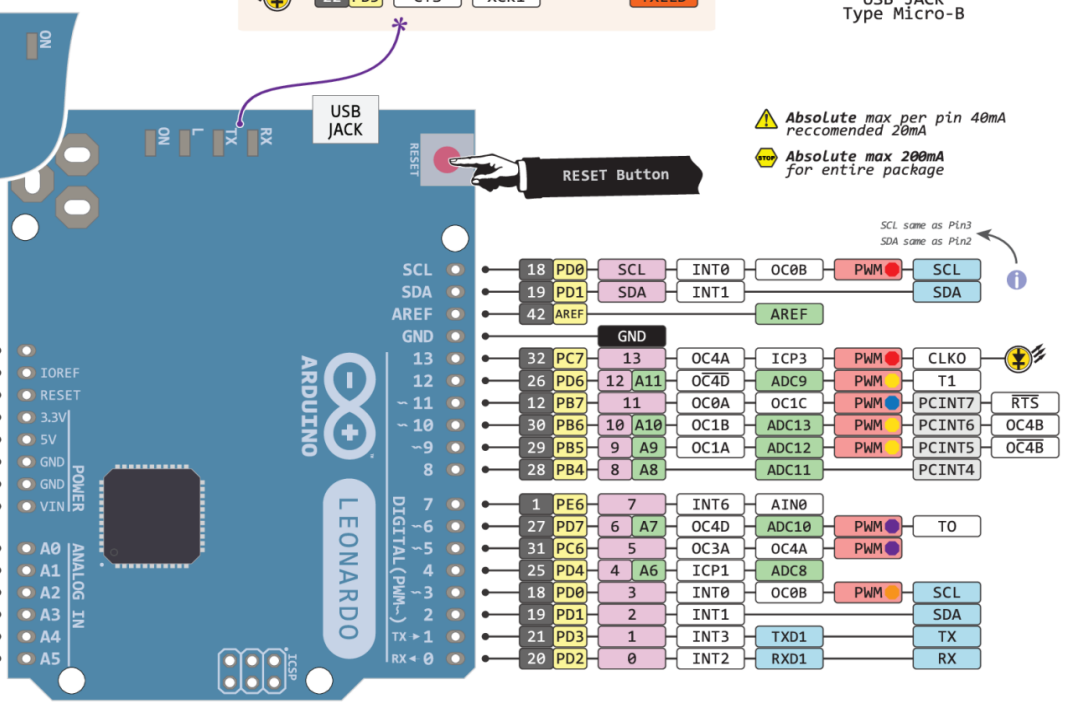 USB JACK
Type Micro-B
ON
USB
JACK
ON
L
TX
RX
RESET
RESET Button
Absolute max per pin 40mA
reccomended 20mA
STOP
Absolute max 200mA
for entire package
SCL same as Pin3
SDA same as Pin2
i
SCL 18 PD0 SCL INT0 OC0B PWM SCL
SDA 19 PD1 SDA INT1 SDA
AREF 42 AREF AREF
GND GND
13 32 PC7 13 OC4A ICP3 PWM CLKO
12 26 PD6 12 A11 OC4D ADC9 PWM T1
~11 12 PB7 11 OC0A OC1C PWM PCINT7 RTS
~10 30 PB6 10 A10 OC1B ADC13 PWM PCINT6 OC4B
~9 29 PB5 9 A9 OC1A ADC12 PWM PCINT5 OC4B
8 28 PB4 8 A8 ADC11 PCINT4
7 1 PE6 7 INT6 AIN0
~6 27 PD7 6 A7 OC4D ADC10 PWM TO
~5 31 PC6 5 OC3A OC4A PWM
4 25 PD4 4 A6 ICP1 ADC8
~3 18 PD0 3 INT0 OC0B PWM SCL
2 19 PD1 2 INT1 SDA
TX 1 21 PD3 1 INT3 TXD1 TX
RX 0 20 PD2 0 INT2 RXD1 RX
IOREF
RESET
3.3V
5V
GND
GND
VIN
POWER
A0
A1
A2
A3
A4
A5
ANALOG IN
ARDUINO
LEONARDO
DIGITAL(PWM~)
ICSP